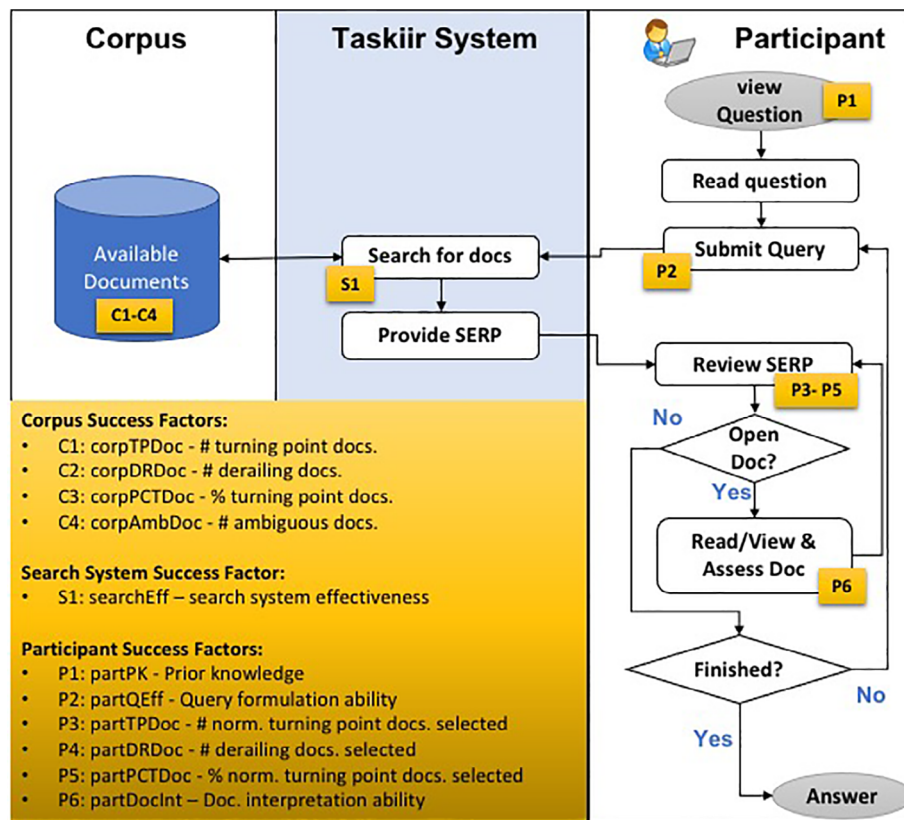 Corpus
Taskiir System
Participant
view
Question
P1
Read question
Available
Documents
C1-C4
Search for docs
S1
Submit Query
P2
Provide SERP
Review SERP
P3- P5
No
Open
Doc?
Yes
Read/View &
Assess Doc
P6
Finished?
No
Yes
Answer
Corpus Success Factors:
• C1: corpTPDoc - # turning point docs.
• C2: corpDRDoc - # derailing docs.
• C3: corpPCTDoc - % turning point docs.
• C4: corpAmbDoc - # ambiguous docs.
Search System Success Factor:
• S1: searchEff – search system effectiveness
Participant Success Factors:
• P1: partPK - Prior knowledge
• P2: partQEff - Query formulation ability
• P3: partTPDoc - # norm. turning point docs. selected
• P4: partDRDoc - # derailing docs. selected
• P5: partPCTDoc - % norm. turning point docs. selected
• P6: partDocInt – Doc. interpretation ability